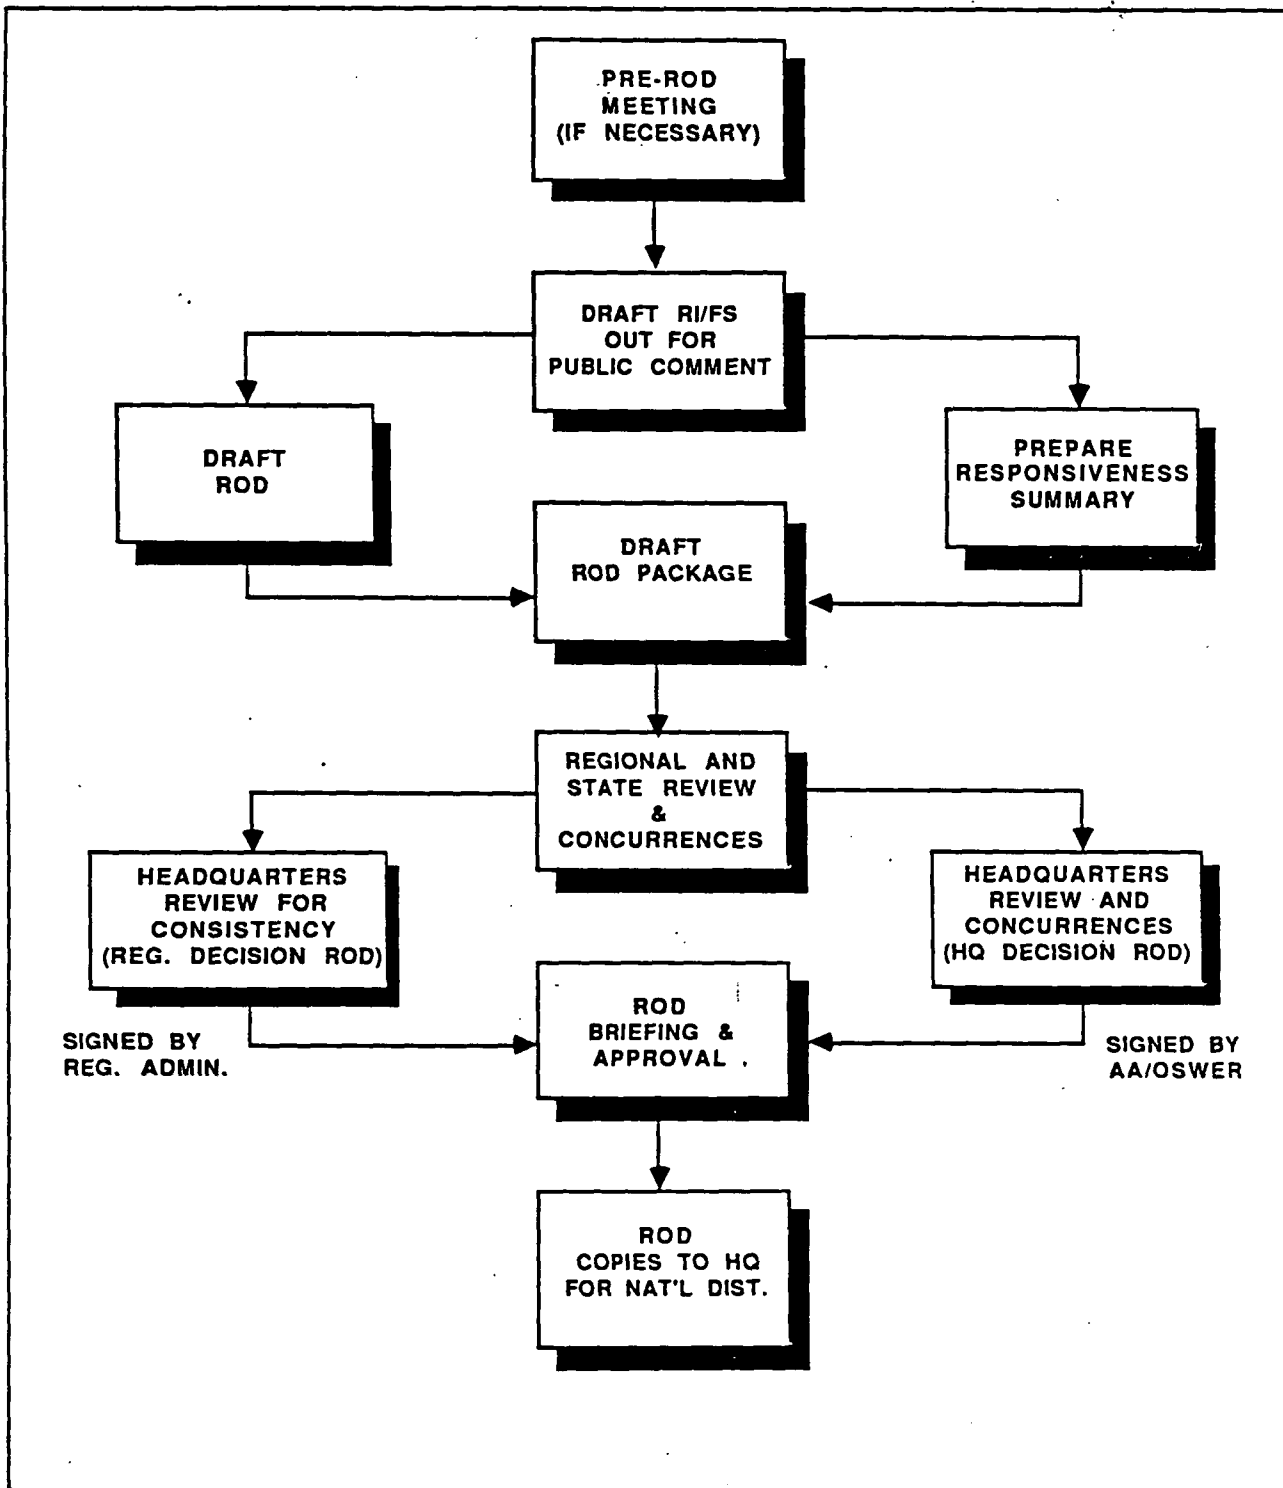 PRE-ROD
MEETING
(IF NECESSARY)
DRAFT RI/FS
OUT FOR
PUBLIC COMMENT
DRAFT
ROD
PREPARE
RESPONSIVENESS
SUMMARY
DRAFT
ROD PACKAGE
REGIONAL AND
STATE REVIEW
&
CONCURRENCES
HEADQUARTERS
REVIEW FOR
CONSISTENCY
(REG. DECISION ROD)
HEADQUARTERS
REVIEW AND
CONCURRENCES
(HQ DECISION ROD)
SIGNED BY
REG. ADMIN.
ROD
BRIEFING &
APPROVAL
SIGNED BY
AA/OSWER
ROD
COPIES TO HQ
FOR NAT'L DIST.